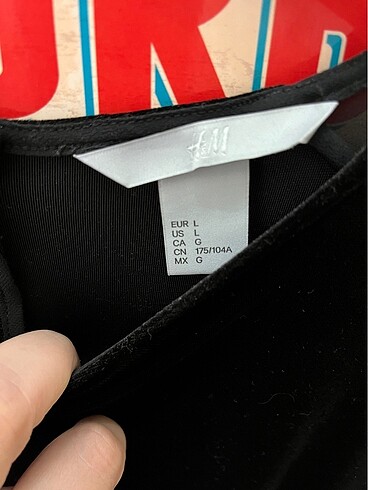 H&M
EUR L
US L
CA G
CN 175/104A
MX G